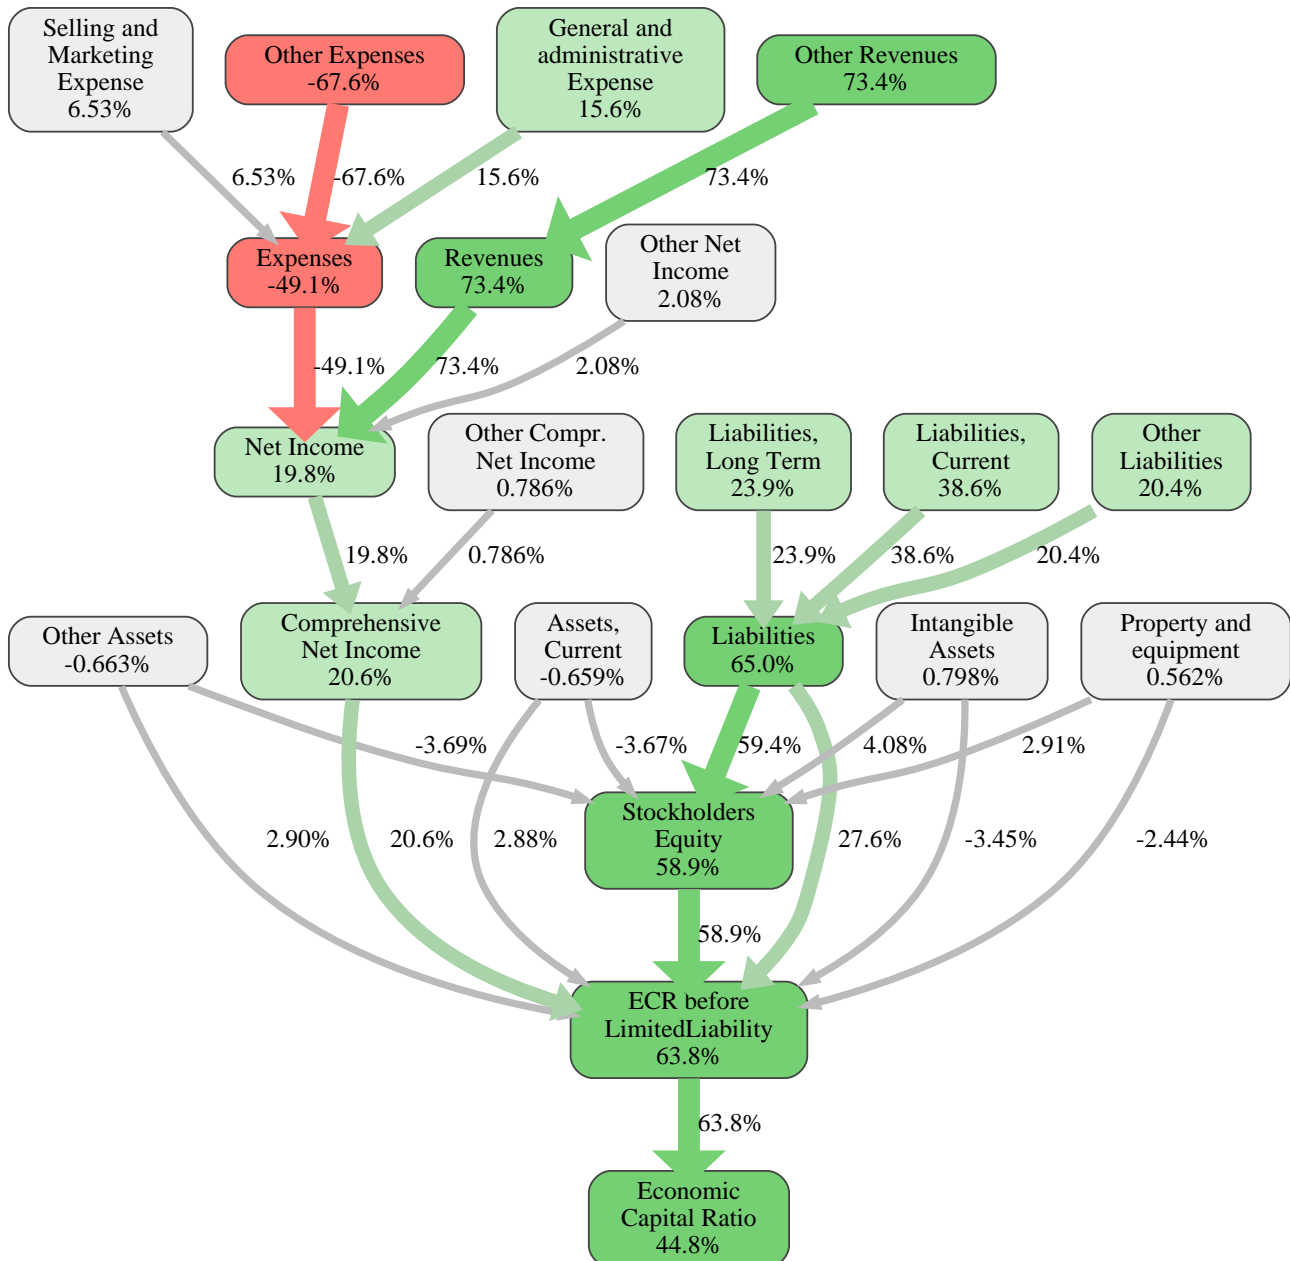 Selling and
Marketing
Expense
6.53%
Other Expenses
-67.6%
General and
administrative
Expense
15.6%
Other Revenues
73.4%
6.53%
-67.6%
15.6%
73.4%
Expenses
-49.1%
Revenues
73.4%
Other Net
Income
2.08%
-49.1%
73.4%
2.08%
Net Income
19.8%
Other Compr.
Net Income
0.786%
Liabilities,
Long Term
23.9%
Liabilities,
Current
38.6%
Other
Liabilities
20.4%
19.8%
0.786%
23.9%
38.6%
20.4%
Other Assets
-0.663%
Comprehensive
Net Income
20.6%
Assets,
Current
-0.659%
Liabilities
65.0%
Intangible
Assets
0.798%
Property and
equipment
0.562%
-3.69%
-3.67%
59.4%
4.08%
2.91%
Stockholders
Equity
58.9%
2.90%
20.6%
2.88%
27.6%
-3.45%
-2.44%
58.9%
ECR before
LimitedLiability
63.8%
63.8%
Economic
Capital Ratio
44.8%